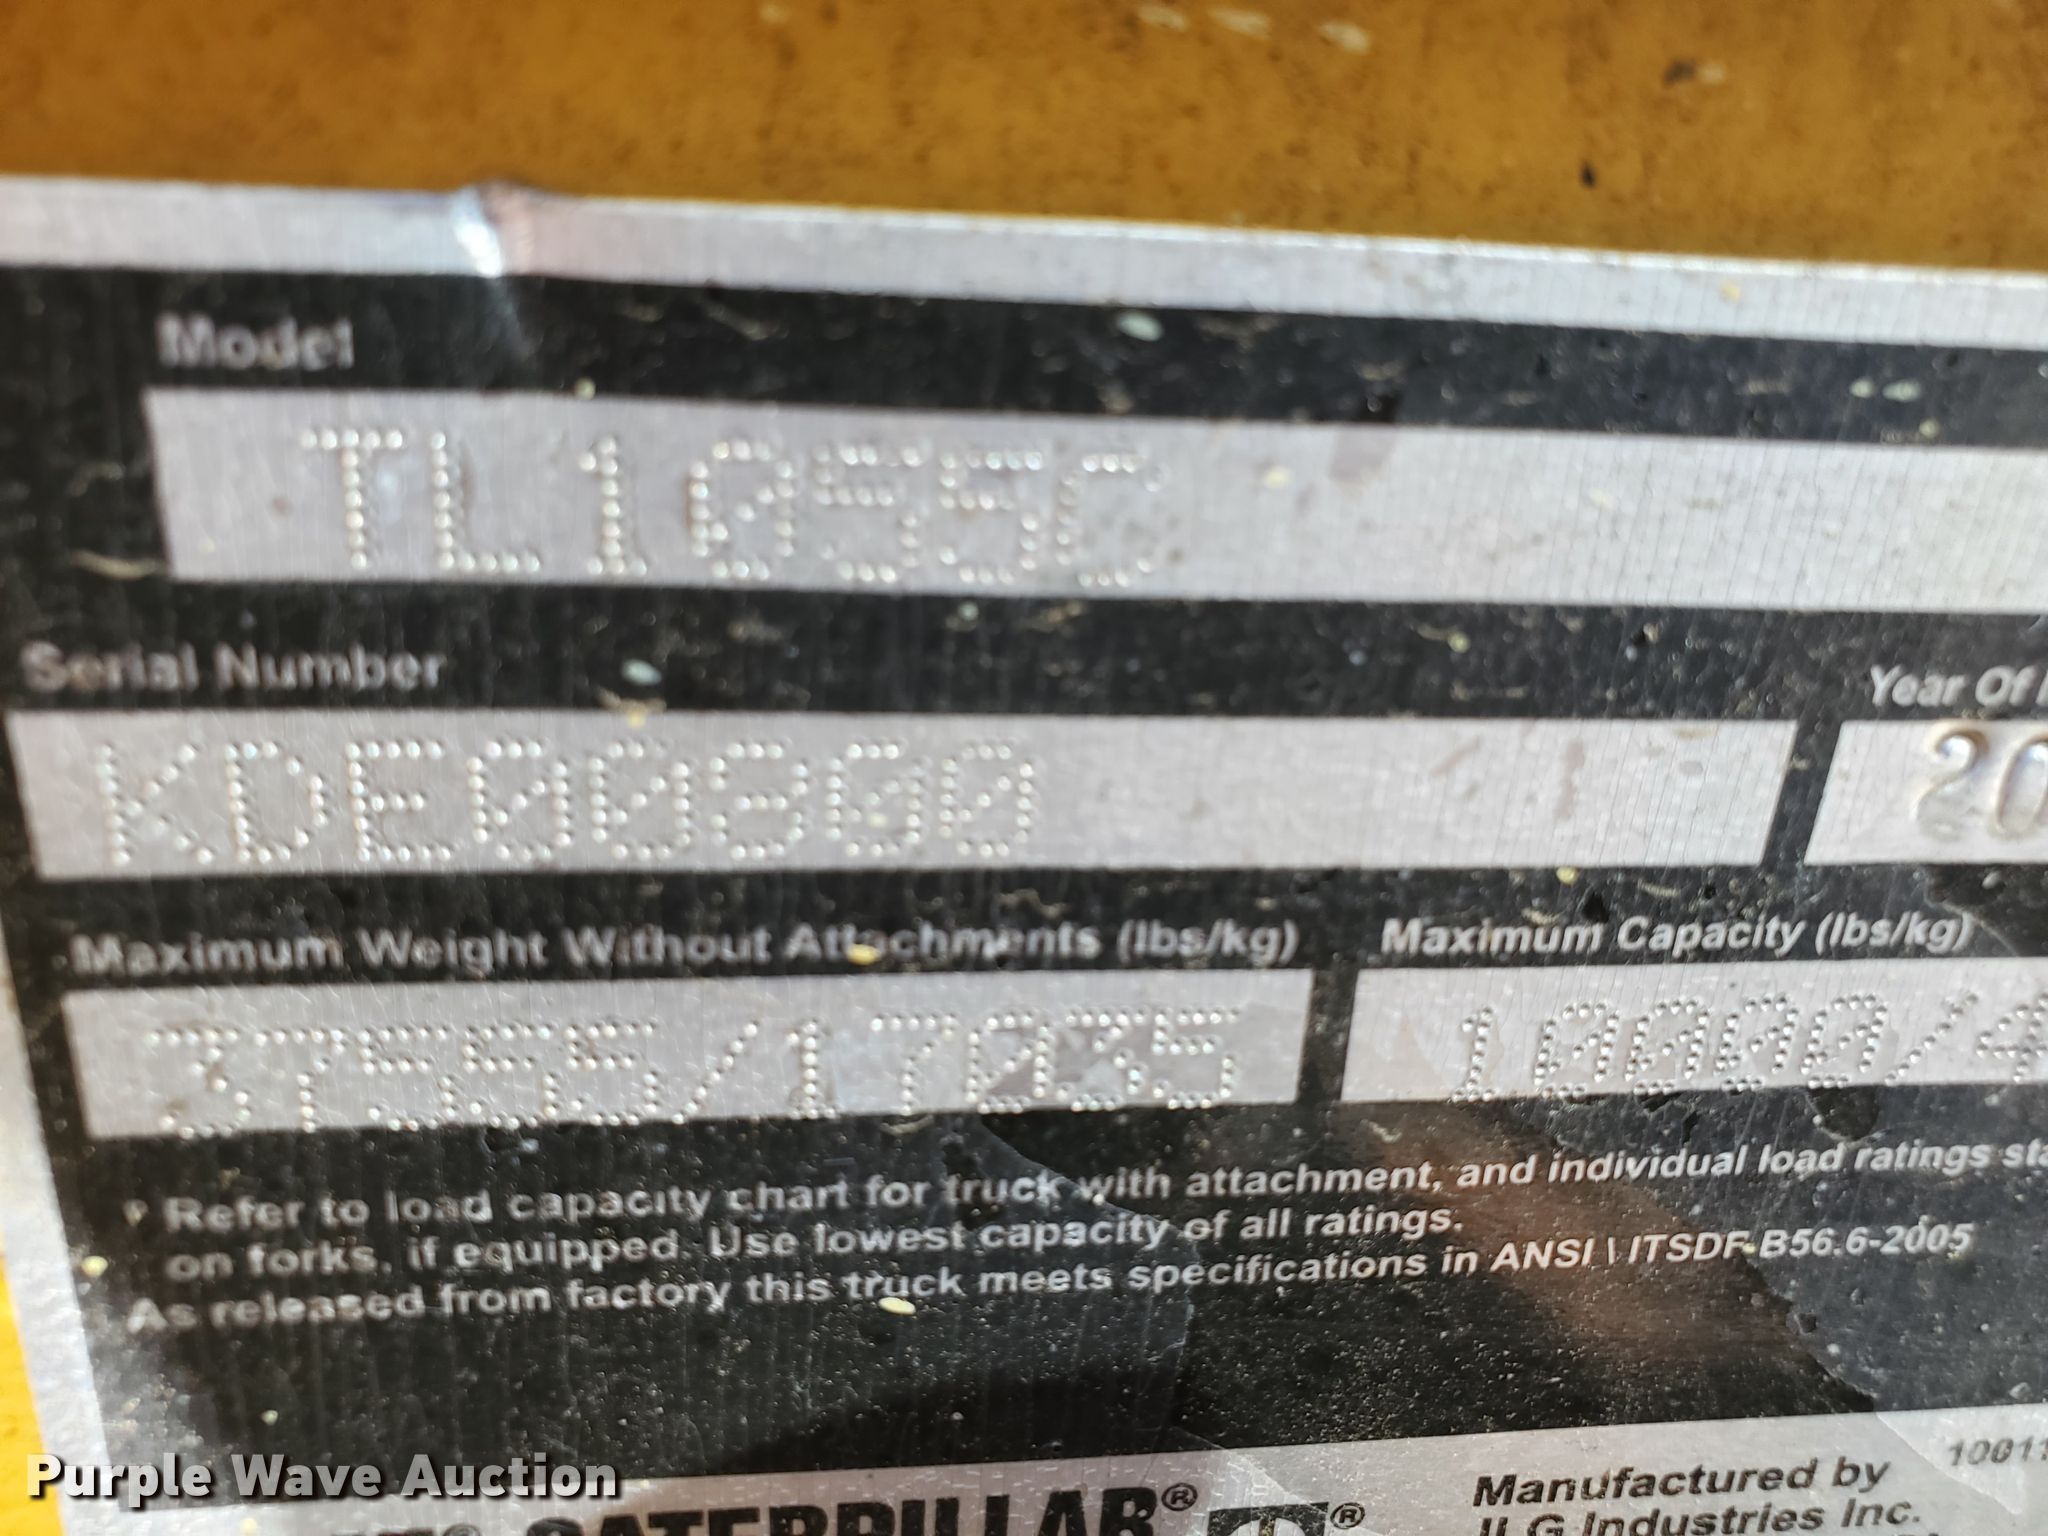 Model
TL1055C
Serial Number
Year Of
KDE00800
20
Maximum Weight Without Attachments (lbs/kg)
Maximum Capacity (lbs/kg)
37555/17035
10000/4
* Refer to load capacity chart for truck with attachment, and individual load ratings sta
on forks, if equipped. Use lowest capacity of all ratings.
As released from factory this truck meets specifications in ANSI \ ITSDF-B56.6-2005
Purple Wave Auction
CATERPILLAR®
®
Manufactured by
JLG Industries Inc.
10011